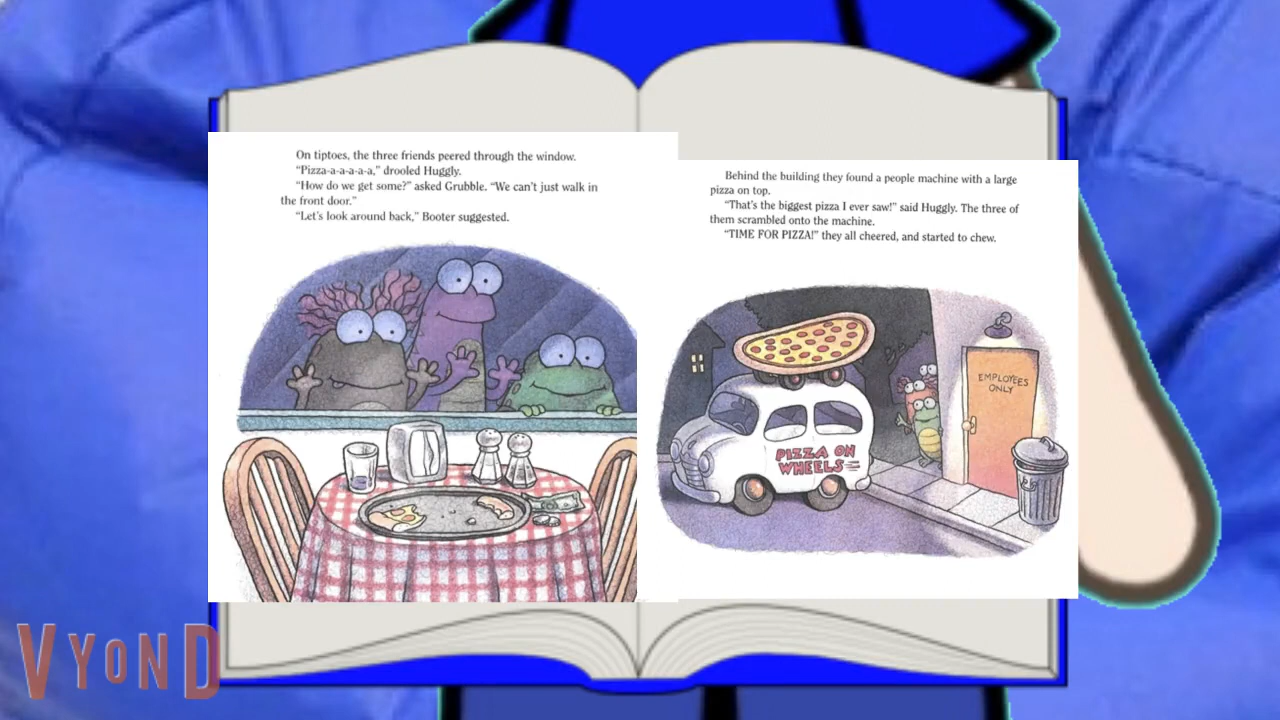 On tiptoes, the three friends peered through the window.
"Pizza-a-a-a-a-a," drooled Huggly.
"How do we get some?" asked Grubble. "We can't just walk in
the front door."
"Let's look around back," Booter suggested.
Behind the building they found a people machine with a large
pizza on top.
"That's the biggest pizza I ever saw!" said Huggly. The three of
them scrambled onto the machine.
"TIME FOR PIZZA!" they all cheered, and started to chew.
EMPLOYEES
ONLY
PIZZA ON
WHEELS
VYOND